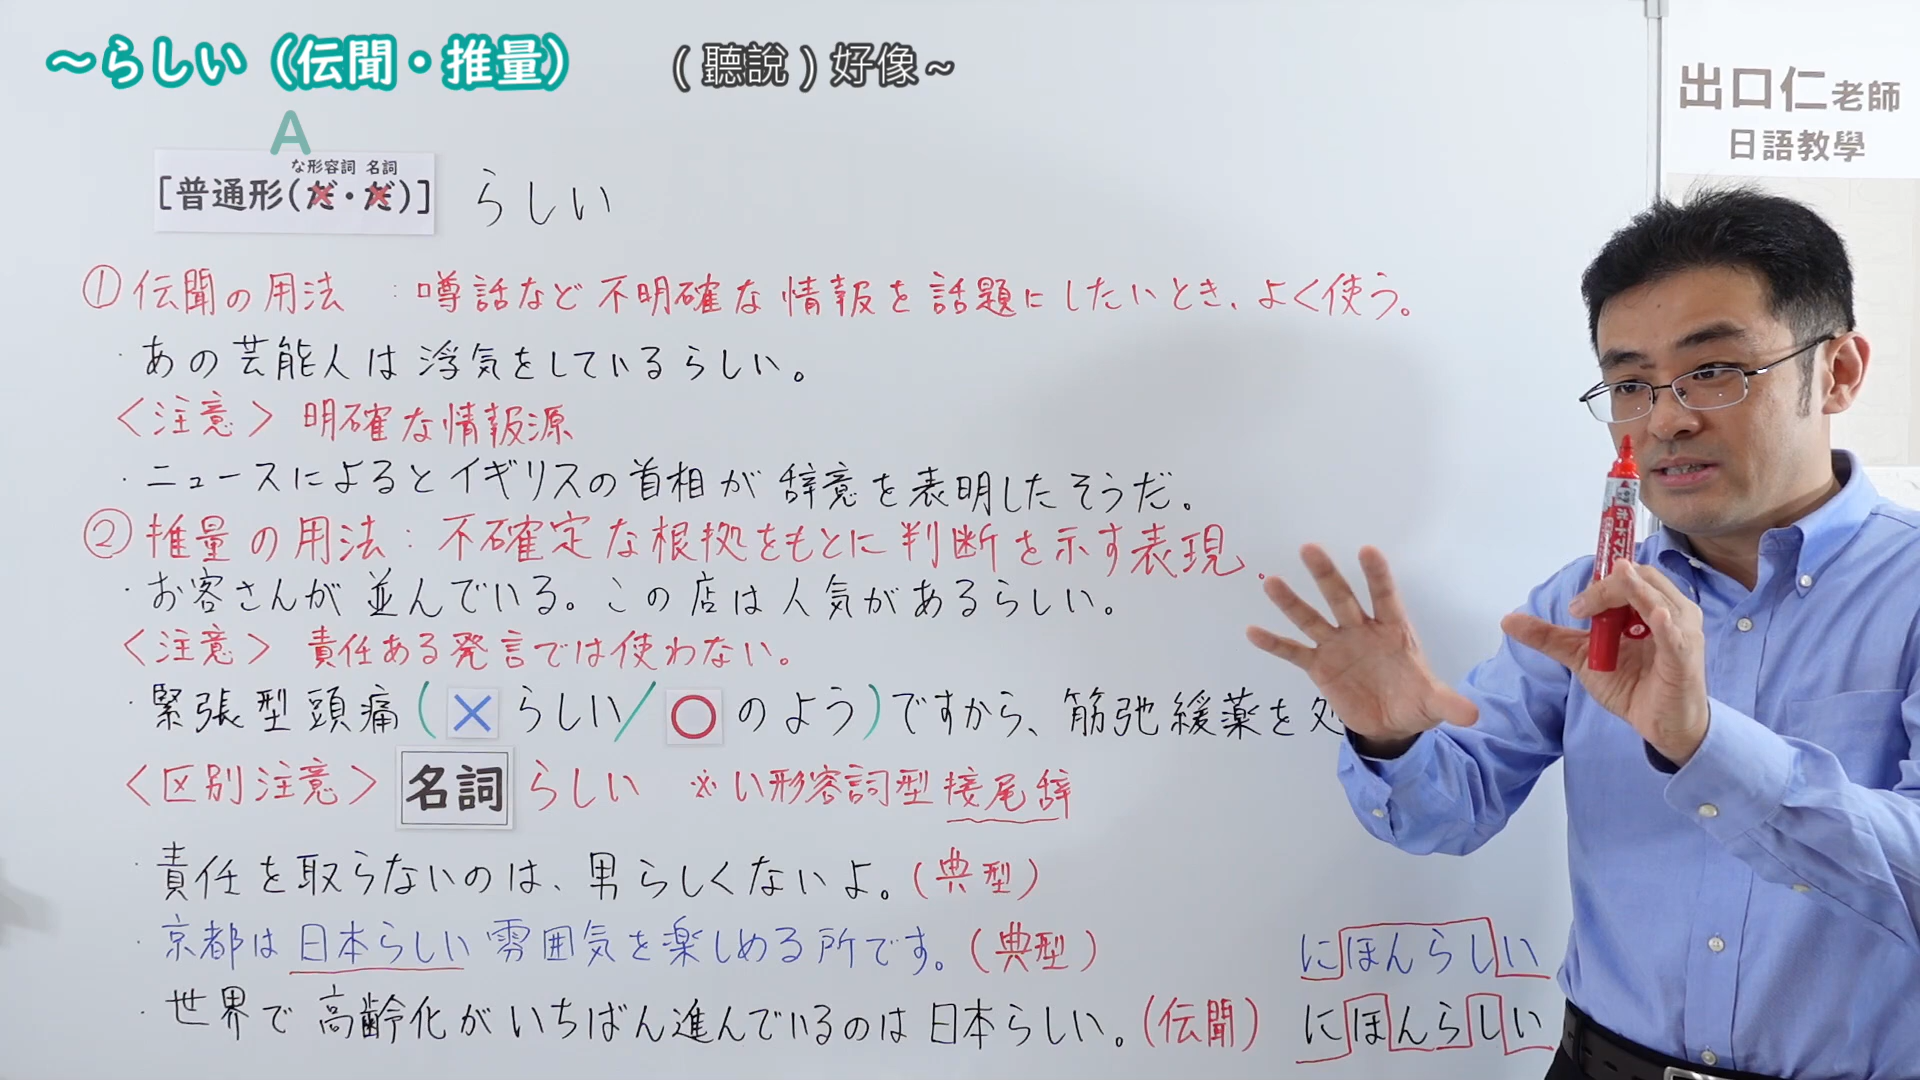 ～らしい（伝聞・推量）　（聽說）好像～
出口仁老師
日語教學
A
な形容詞 名詞
[普通形(だ・だ)] らしい
①伝聞の用法：噂話など不明確な情報を話題にしたいとき、よく使う。
・あの芸能人は浮気をしているらしい。
〈注意〉明確な情報源
・ニュースによるとイギリスの首相が辞意を表明したそうだ。
②推量の用法：不確定な根拠をもとに判断を示す表現。
・お客さんが並んでいる。この店は人気があるらしい。
〈注意〉責任ある発言では使わない。
・緊張型頭痛(×らしい/○のよう)ですから、筋弛緩薬を処
〈区別注意〉名詞らしい ※い形容詞型接尾辞
・責任を取らないのは、男らしくないよ。(典型)
・京都は日本らしい雰囲気を楽しめる所です。(典型) にほんらしい
・世界で高齢化がいちばん進んでいるのは日本らしい。(伝聞) にほんらしい